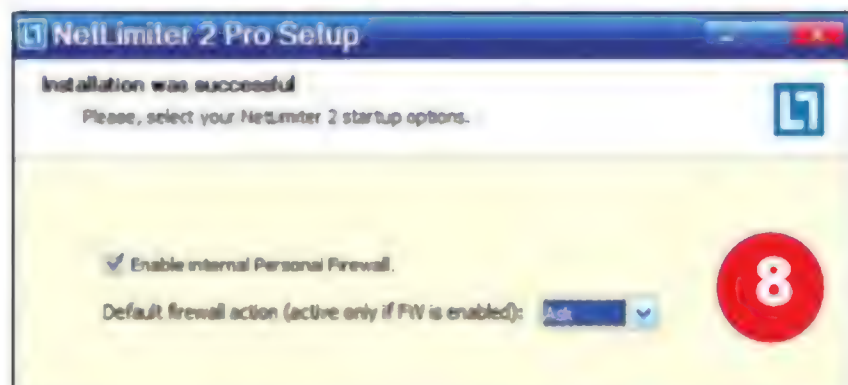 NetLimiter 2 Pro Setup
Installation was successful
Please, select your NetLimiter 2 startup options.
Enable internal Personal Firewall.
Default firewall action (active only if FW is enabled): Ask
8